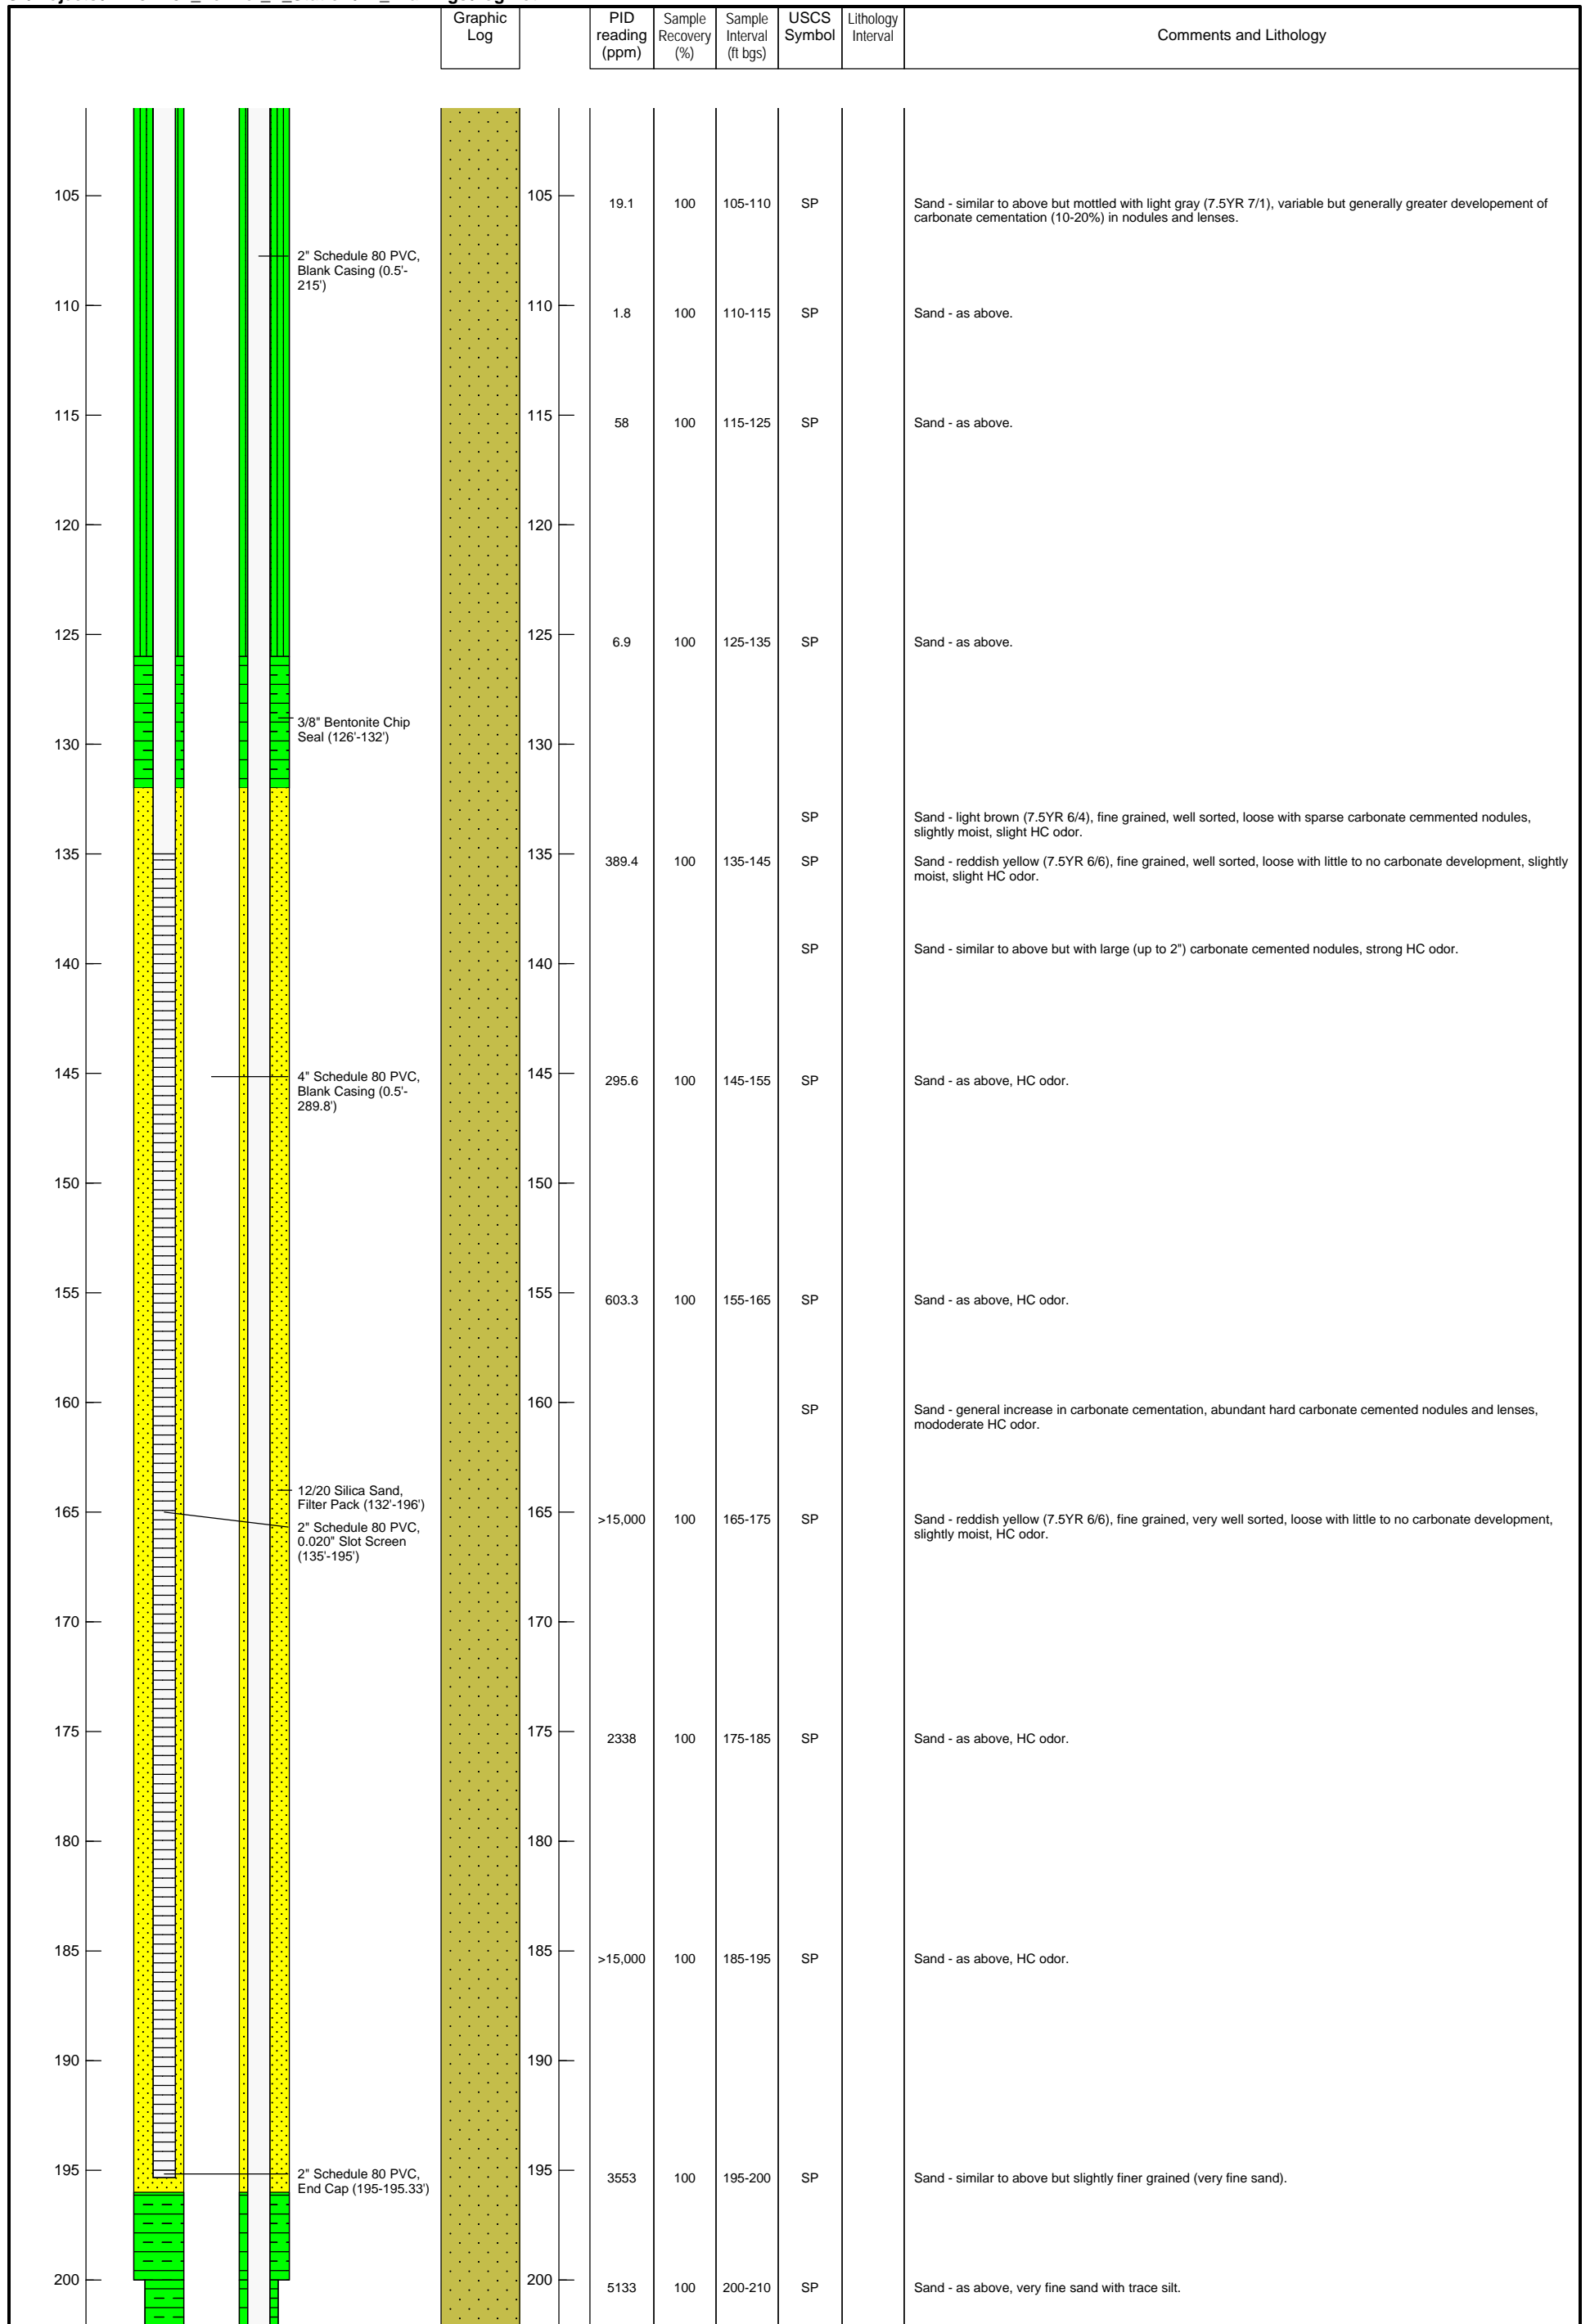 Graphic
Log
PID
reading
(ppm)
Sample
Recovery
(%)
Sample
Interval
(ft bgs)
USCS
Symbol
Lithology
Interval
Comments and Lithology
105 105 19.1 100 105-110 SP Sand - similar to above but mottled with light gray (7.5YR 7/1), variable but generally greater developement of
carbonate cementation (10-20%) in nodules and lenses.
2" Schedule 80 PVC,
Blank Casing (0.5'-
215')
110 110 1.8 100 110-115 SP Sand - as above.
115 115 58 100 115-125 SP Sand - as above.
120 120
125 125 6.9 100 125-135 SP Sand - as above.
3/8" Bentonite Chip
Seal (126'-132')
130 130
SP Sand - light brown (7.5YR 6/4), fine grained, well sorted, loose with sparse carbonate cemmented nodules,
slightly moist, slight HC odor.
135 135 389.4 100 135-145 SP Sand - reddish yellow (7.5YR 6/6), fine grained, well sorted, loose with little to no carbonate development, slightly
moist, slight HC odor.
SP Sand - similar to above but with large (up to 2") carbonate cemented nodules, strong HC odor.
140 140
145 4" Schedule 80 PVC, 145 295.6 100 145-155 SP Sand - as above, HC odor.
Blank Casing (0.5'-
289.8')
150 150
155 155 603.3 100 155-165 SP Sand - as above, HC odor.
160 160 SP Sand - general increase in carbonate cementation, abundant hard carbonate cemented nodules and lenses,
mododerate HC odor.
12/20 Silica Sand,
Filter Pack (132'-196')
165 165 >15,000 100 165-175 SP Sand - reddish yellow (7.5YR 6/6), fine grained, very well sorted, loose with little to no carbonate development,
slightly moist, HC odor.
2" Schedule 80 PVC,
0.020" Slot Screen
(135'-195')
170 170
175 175 2338 100 175-185 SP Sand - as above, HC odor.
180 180
185 185 >15,000 100 185-195 SP Sand - as above, HC odor.
190 190
195 2" Schedule 80 PVC, 195 3553 100 195-200 SP Sand - similar to above but slightly finer grained (very fine sand).
End Cap (195-195.33')
200 200 5133 100 200-210 SP Sand - as above, very fine sand with trace silt.